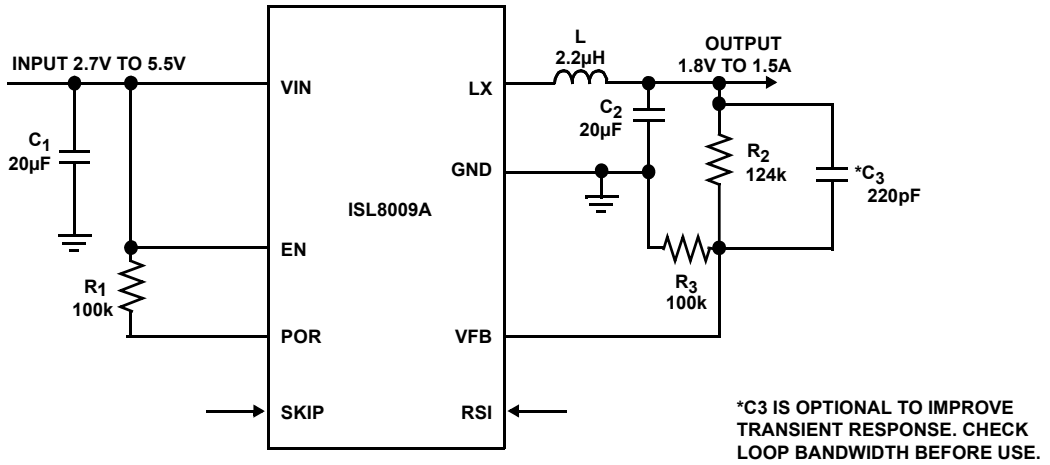 INPUT 2.7V TO 5.5V
C1
20µF
R1
100k
VIN
EN
POR
SKIP
ISL8009A
LX
GND
VFB
RSI
L
2.2µH
C2
20µF
OUTPUT
1.8V TO 1.5A
R2
124k
*C3
220pF
R3
100k
*C3 IS OPTIONAL TO IMPROVE
TRANSIENT RESPONSE. CHECK
LOOP BANDWIDTH BEFORE USE.